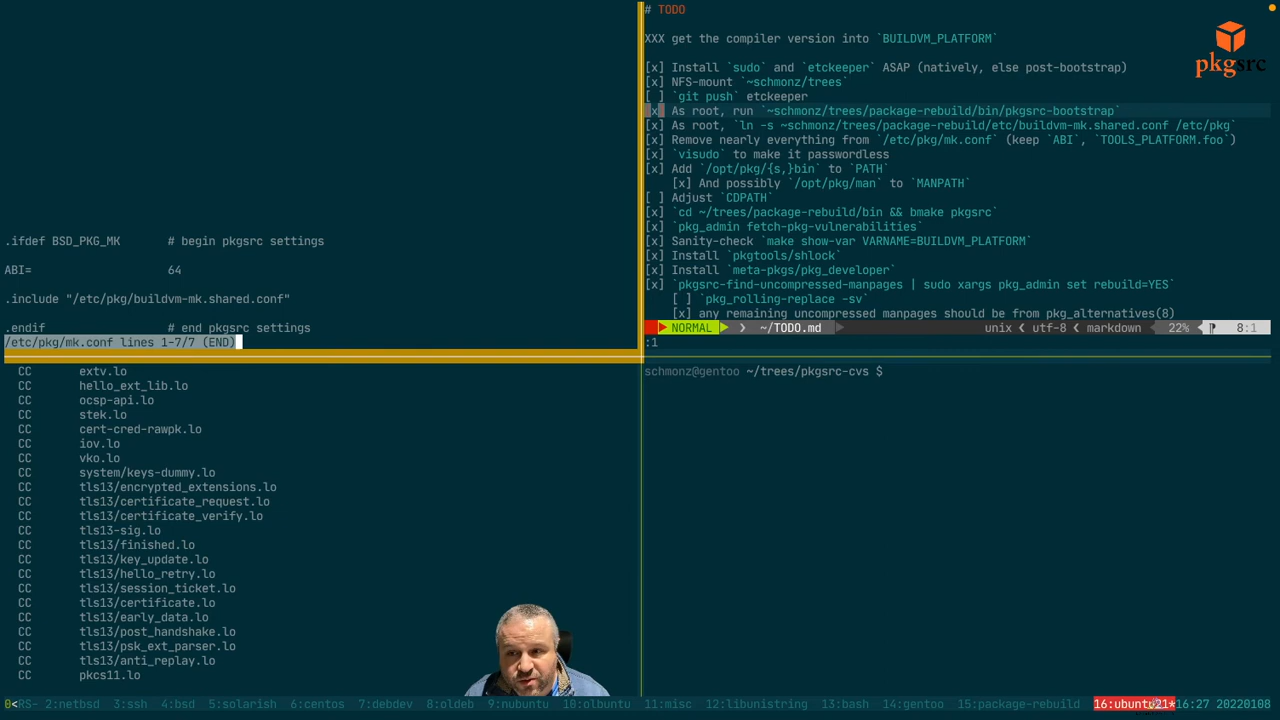 # TODO
XXX get the compiler version into `BUILDVM_PLATFORM`
[x] Install `sudo` and `etckeeper` ASAP (natively, else post-bootstrap)
[x] NFS-mount `~schmonz/trees`
[ ] `git push` etckeeper
[x] As root, run `~schmonz/trees/package-rebuild/bin/pkgsrc-bootstrap`
[x] As root, `ln -s ~schmonz/trees/package-rebuild/etc/buildvm-mk.shared.conf /etc/pkg`
[x] Remove nearly everything from `/etc/pkg/mk.conf` (keep `ABI`, `TOOLS_PLATFORM.foo`)
[x] `visudo` to make it passwordless
[x] Add `/opt/pkg/{s,}bin` to `PATH`
[x] And possibly `/opt/pkg/man` to `MANPATH`
[ ] Adjust `CDPATH`
[x] `cd ~/trees/package-rebuild/bin && bmake pkgsrc`
[x] `pkg_admin fetch-pkg-vulnerabilities`
[x] Sanity-check `make show-var VARNAME=BUILDVM_PLATFORM`
[x] Install `pkgtools/shlock`
[x] Install `meta-pkgs/pkg_developer`
[x] `pkgsrc-find-uncompressed-manpages | sudo xargs pkg_admin set rebuild=YES`
[ ] `pkg_rolling-replace -sv`
[x] any remaining uncompressed manpages should be from pkg_alternatives(8)
NORMAL ~/TODO.md unix < utf-8 < markdown 22% 8:1
:1
pkgsrc
.ifdef BSD_PKG_MK # begin pkgsrc settings
ABI= 64
.include "/etc/pkg/buildvm-mk.shared.conf"
.endif # end pkgsrc settings
/etc/pkg/mk.conf lines 1-7/7 (END)
CC extv.lo
CC hello_ext_lib.lo
CC ocsp-api.lo
CC stek.lo
CC cert-cred-rawpk.lo
CC iov.lo
CC vko.lo
CC system/keys-dummy.lo
CC tls13/encrypted_extensions.lo
CC tls13/certificate_request.lo
CC tls13/certificate_verify.lo
CC tls13-sig.lo
CC tls13/finished.lo
CC tls13/key_update.lo
CC tls13/hello_retry.lo
CC tls13/session_ticket.lo
CC tls13/certificate.lo
CC tls13/early_data.lo
CC tls13/post_handshake.lo
CC tls13/psk_ext_parser.lo
CC tls13/anti_replay.lo
CC pkcs11.lo
schmonz@gentoo ~/trees/pkgsrc-cvs $
0<RS- 2:netbsd 3:ssh 4:bsd 5:solarish 6:centos 7:debdev 8:oldeb 9:nubuntu 10:olbuntu 11:misc 12:libunistring 13:bash 14:gentoo 15:package-rebuild 16:ubuntu21* 16:27 20220108